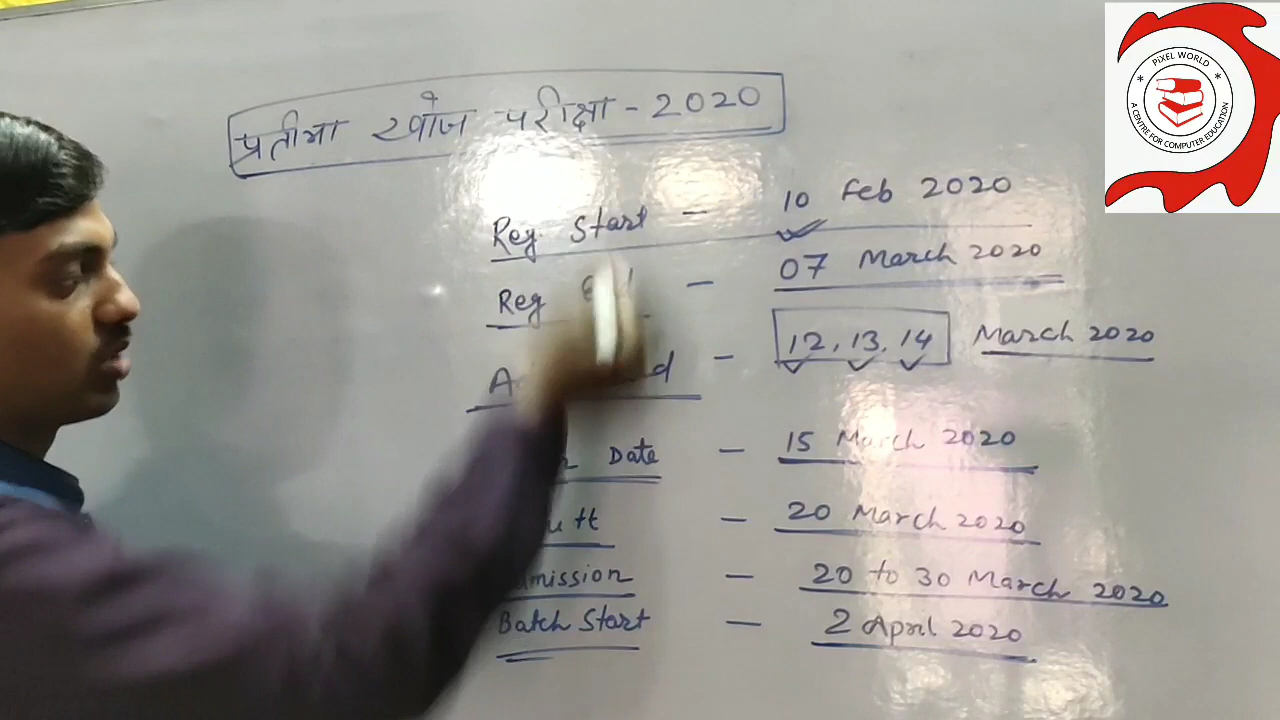 प्रतीभा खोज परीक्षा - 2020
Reg. Start - 10 Feb 2020
Reg - 07 March 2020
- 12, 13, 14 March 2020
Date - 15 March 2020
- 20 March 2020
- 20 to 30 March 2020
Batch Start - 2 April 2020
PIXEL WORLD
A CENTRE FOR COMPUTER EDUCATION